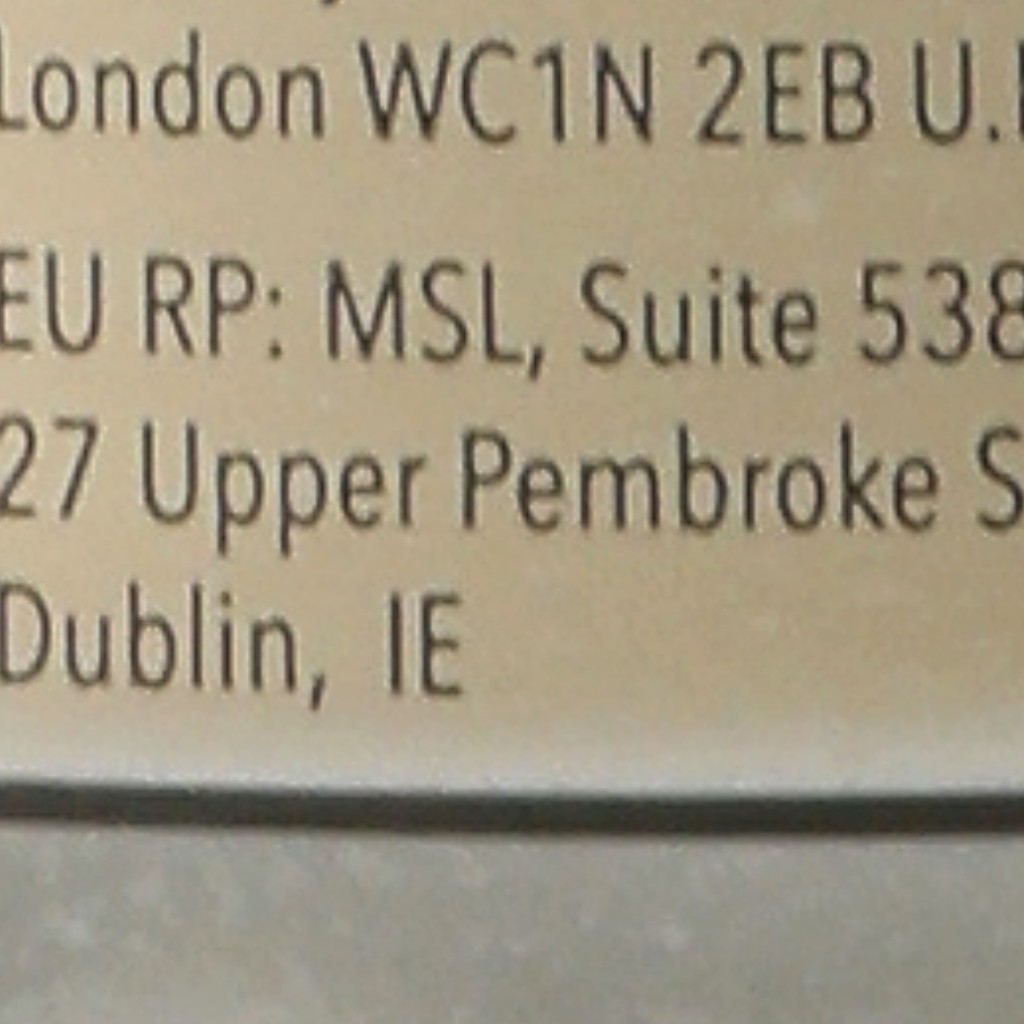 London WC1N 2EB U.
EU RP: MSL, Suite 538
27 Upper Pembroke S
Dublin, IE